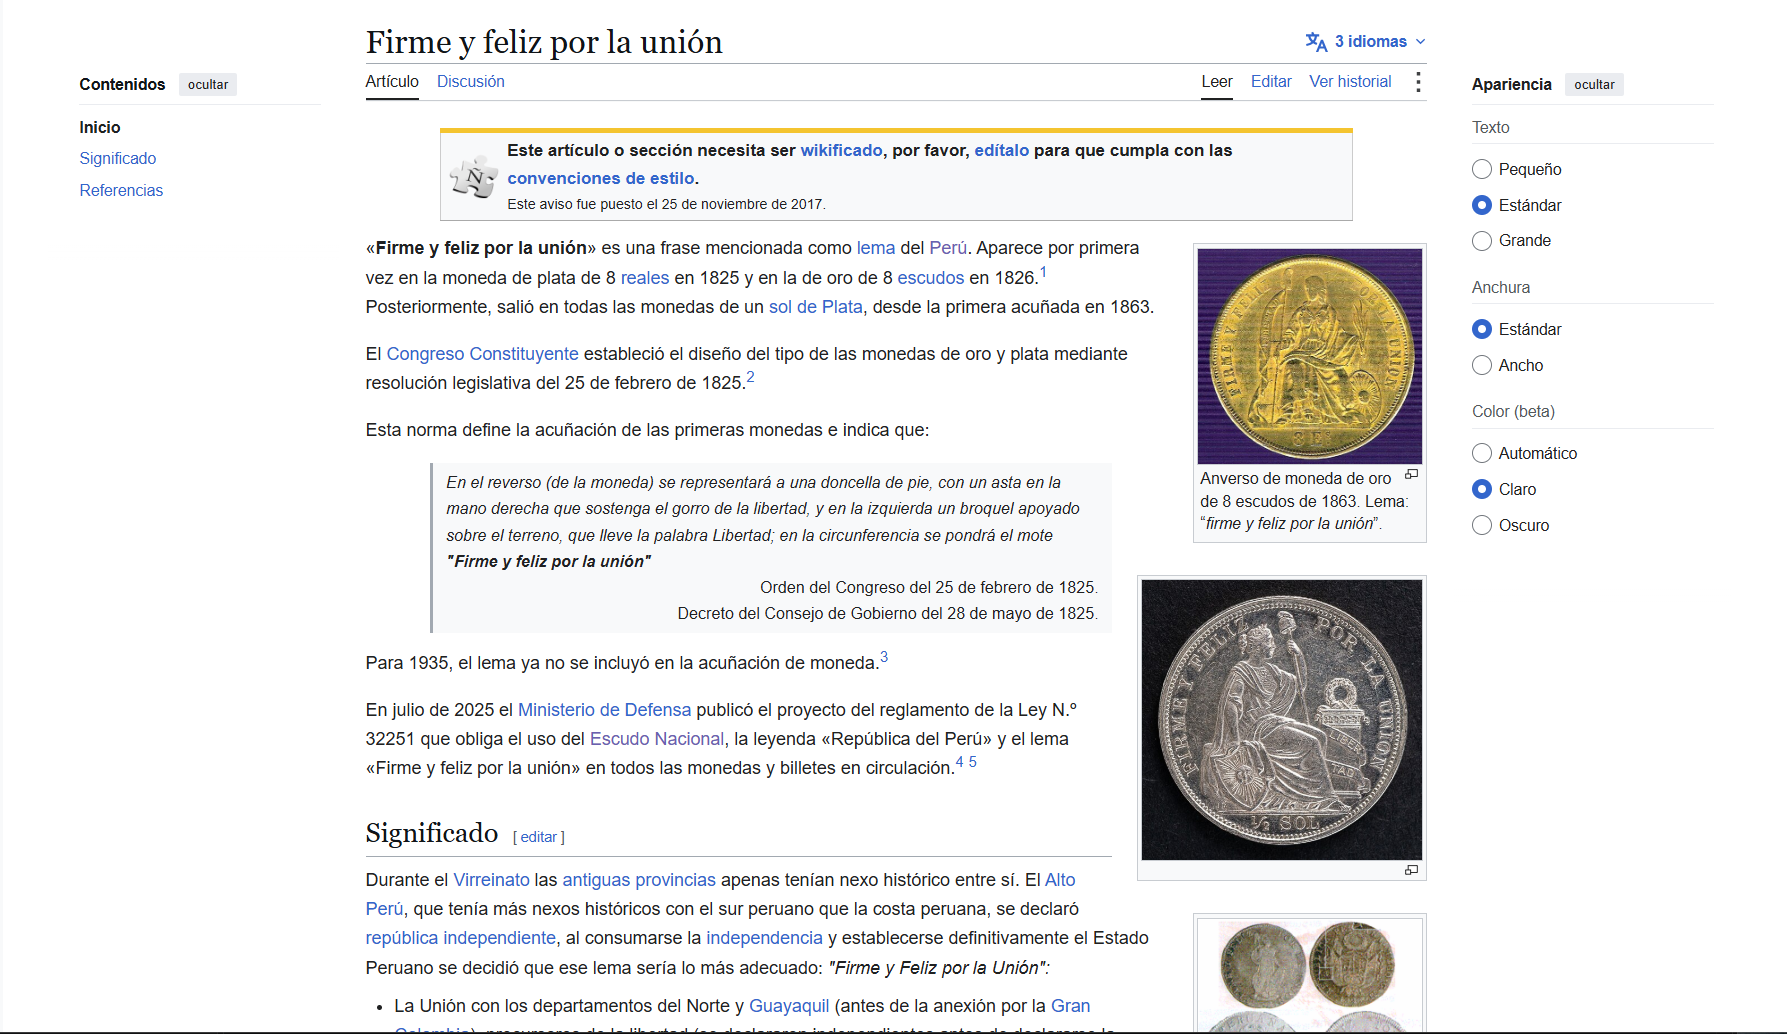 Firme y feliz por la unión
3 idiomas
Contenidos ocultar
Inicio
Significado
Referencias
Artículo Discusión
Leer Editar Ver historial
Este artículo o sección necesita ser wikificado, por favor, edítalo para que cumpla con las
convenciones de estilo.
Este aviso fue puesto el 25 de noviembre de 2017.
«Firme y feliz por la unión» es una frase mencionada como lema del Perú. Aparece por primera
vez en la moneda de plata de 8 reales en 1825 y en la de oro de 8 escudos en 1826.1
Posteriormente, salió en todas las monedas de un sol de Plata, desde la primera acuñada en 1863.
El Congreso Constituyente estableció el diseño del tipo de las monedas de oro y plata mediante
resolución legislativa del 25 de febrero de 1825.2
Esta norma define la acuñación de las primeras monedas e indica que:
En el reverso (de la moneda) se representará a una doncella de pie, con un asta en la
mano derecha que sostenga el gorro de la libertad, y en la izquierda un broquel apoyado
sobre el terreno, que lleve la palabra Libertad; en la circunferencia se pondrá el mote
"Firme y feliz por la unión"
Orden del Congreso del 25 de febrero de 1825.
Decreto del Consejo de Gobierno del 28 de mayo de 1825.
Para 1935, el lema ya no se incluyó en la acuñación de moneda.3
En julio de 2025 el Ministerio de Defensa publicó el proyecto del reglamento de la Ley N.º
32251 que obliga el uso del Escudo Nacional, la leyenda «República del Perú» y el lema
«Firme y feliz por la unión» en todos las monedas y billetes en circulación.4 5
Significado [ editar ]
Durante el Virreinato las antiguas provincias apenas tenían nexo histórico entre sí. El Alto
Perú, que tenía más nexos históricos con el sur peruano que la costa peruana, se declaró
república independiente, al consumarse la independencia y establecerse definitivamente el Estado
Peruano se decidió que ese lema sería lo más adecuado: "Firme y Feliz por la Unión":
• La Unión con los departamentos del Norte y Guayaquil (antes de la anexión por la Gran
FIRME Y FELIZ POR LA UNION
8 E
Anverso de moneda de oro
de 8 escudos de 1863. Lema:
“firme y feliz por la unión”.
FIRME Y FELIZ POR LA UNION
LIBER
TAD
1/2 SOL
Apariencia ocultar
Texto
Pequeño
Estándar
Grande
Anchura
Estándar
Ancho
Color (beta)
Automático
Claro
Oscuro